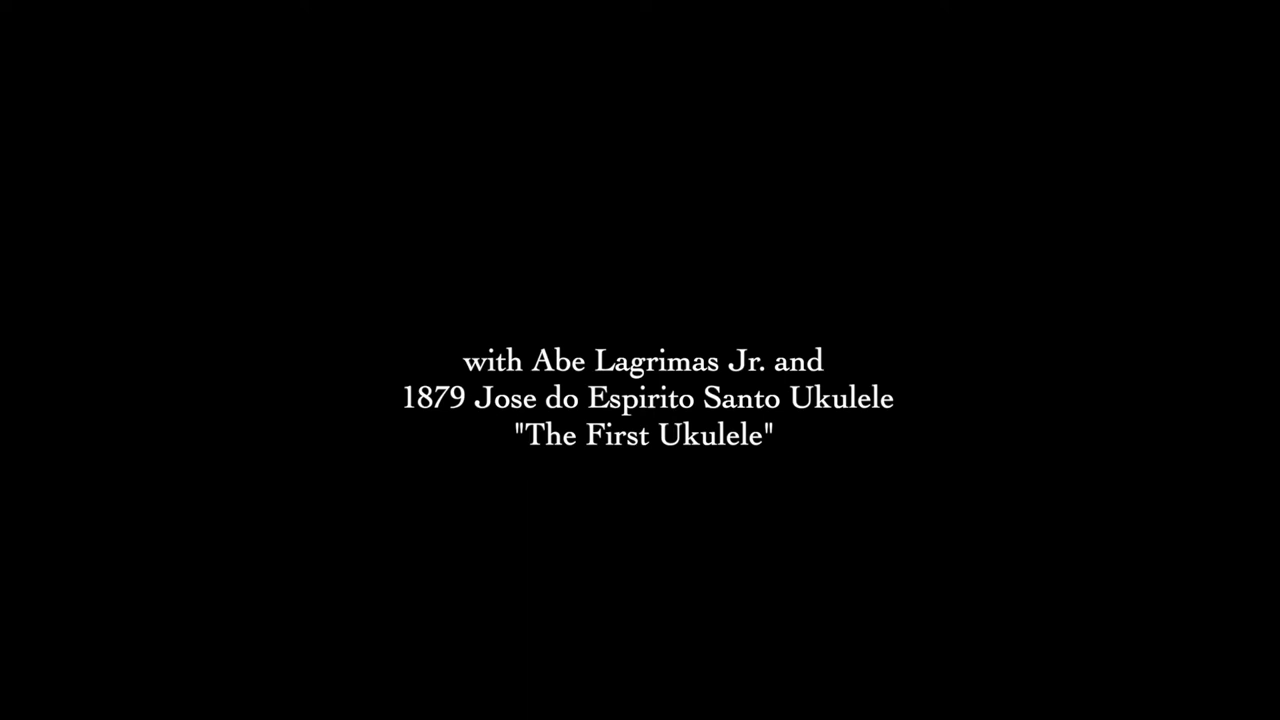 with Abe Lagrimas Jr. and
1879 Jose do Espirito Santo Ukulele
"The First Ukulele"